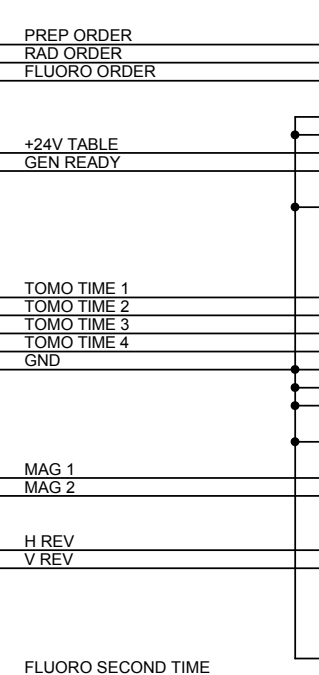 PREP ORDER
RAD ORDER
FLUORO ORDER
+24V TABLE
GEN READY
TOMO TIME 1
TOMO TIME 2
TOMO TIME 3
TOMO TIME 4
GND
MAG 1
MAG 2
H REV
V REV
FLUORO SECOND TIME